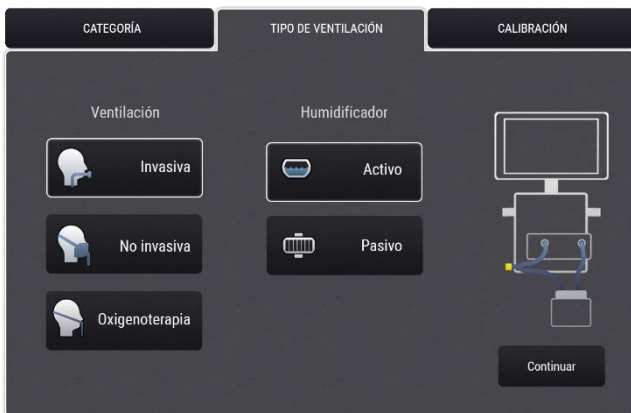 CATEGORÍA
TIPO DE VENTILACIÓN
CALIBRACIÓN
Ventilación
Invasiva
No invasiva
Oxigenoterapia
Humidificador
Activo
Pasivo
Continuar